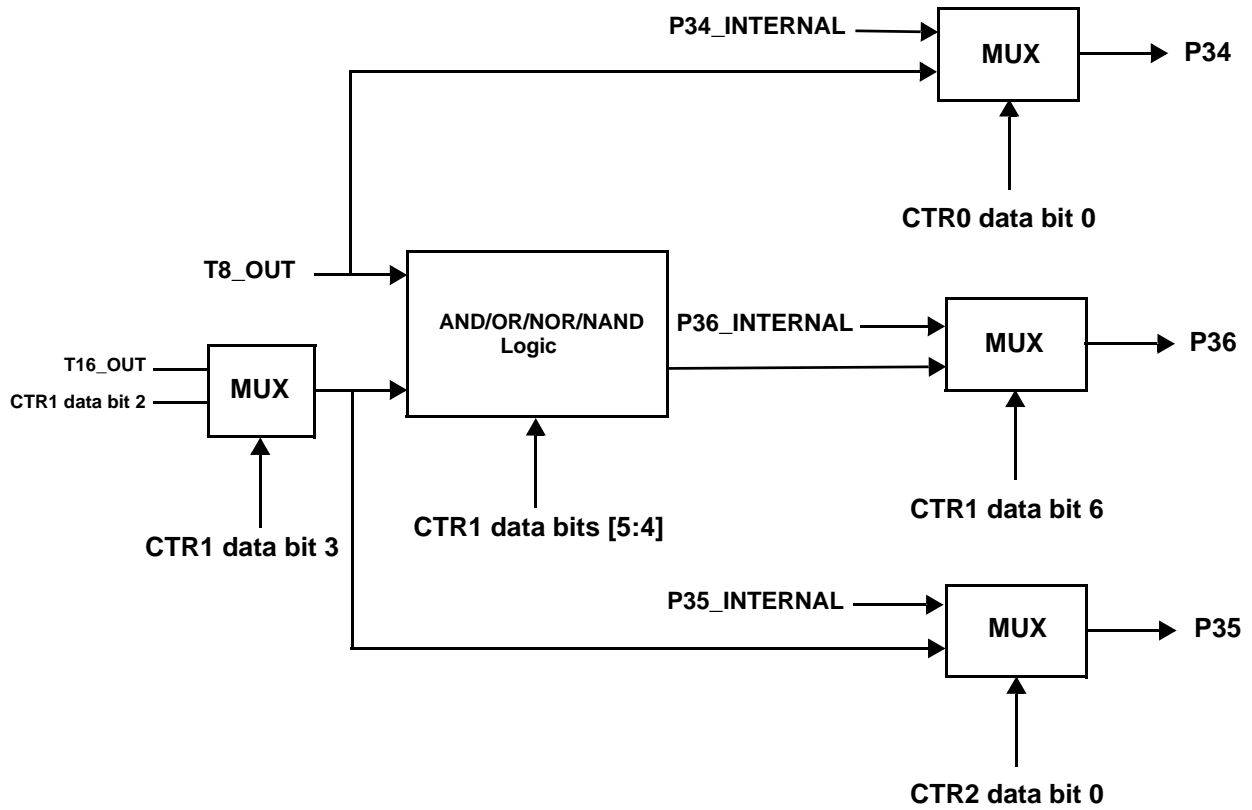 P34_INTERNAL
MUX
P34
CTR0 data bit 0
T8_OUT
AND/OR/NOR/NAND
Logic
P36_INTERNAL
MUX
P36
T16_OUT
CTR1 data bit 2
MUX
CTR1 data bit 3
CTR1 data bits [5:4]
CTR1 data bit 6
P35_INTERNAL
MUX
P35
CTR2 data bit 0